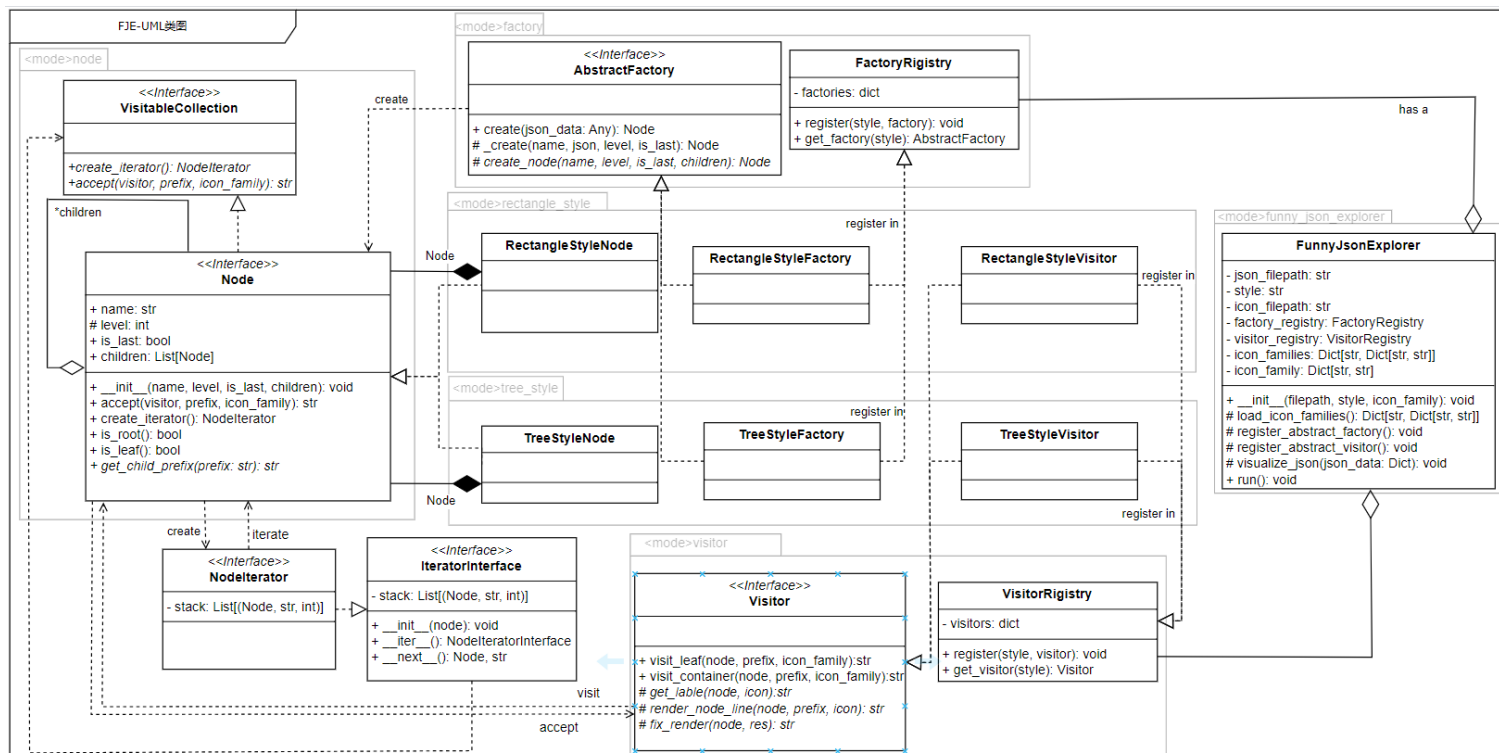 FJE-UML类图
<mode>node
<<Interface>>
VisitableCollection
+create_iterator(): NodeIterator
+accept(visitor, prefix, icon_family): str
*children
<<Interface>>
Node
+ name: str
# level: int
+ is_last: bool
+ children: List[Node]
+ __init__(name, level, is_last, children): void
+ accept(visitor, prefix, icon_family): str
+ create_iterator(): NodeIterator
+ is_root(): bool
+ is_leaf(): bool
+ get_child_prefix(prefix: str): str
create
iterate
<<Interface>>
NodeIterator
- stack: List[(Node, str, int)]
<<Interface>>
IteratorInterface
- stack: List[(Node, str, int)]
+ __init__(node): void
+ __iter__(): NodeIteratorInterface
+ __next__(): Node, str
visit
accept
<mode>factory
create
<<Interface>>
AbstractFactory
+ create(json_data: Any): Node
# _create(name, json, level, is_last): Node
# create_node(name, level, is_last, children): Node
FactoryRigistry
- factories: dict
+ register(style, factory): void
+ get_factory(style): AbstractFactory
has a
<mode>rectangle_style
register in
Node
RectangleStyleNode
RectangleStyleFactory
RectangleStyleVisitor
register in
<mode>tree_style
register in
TreeStyleNode
TreeStyleFactory
TreeStyleVisitor
Node
register in
<mode>funny_json_explorer
FunnyJsonExplorer
- json_filepath: str
- style: str
- icon_filepath: str
- factory_registry: FactoryRegistry
- visitor_registry: VisitorRegistry
- icon_families: Dict[str, Dict[str, str]]
- icon_family: Dict[str, str]
+ __init__(filepath, style, icon_family): void
# load_icon_families(): Dict[str, Dict[str, str]]
# register_abstract_factory(): void
# register_abstract_visitor(): void
# visualize_json(json_data: Dict): void
+ run(): void
<mode>visitor
<<Interface>>
Visitor
+ visit_leaf(node, prefix, icon_family):str
+ visit_container(node, prefix, icon_family):str
# get_lable(node, icon):str
# render_node_line(node, prefix, icon): str
# fix_render(node, res): str
VisitorRigistry
- visitors: dict
+ register(style, visitor): void
+ get_visitor(style): Visitor